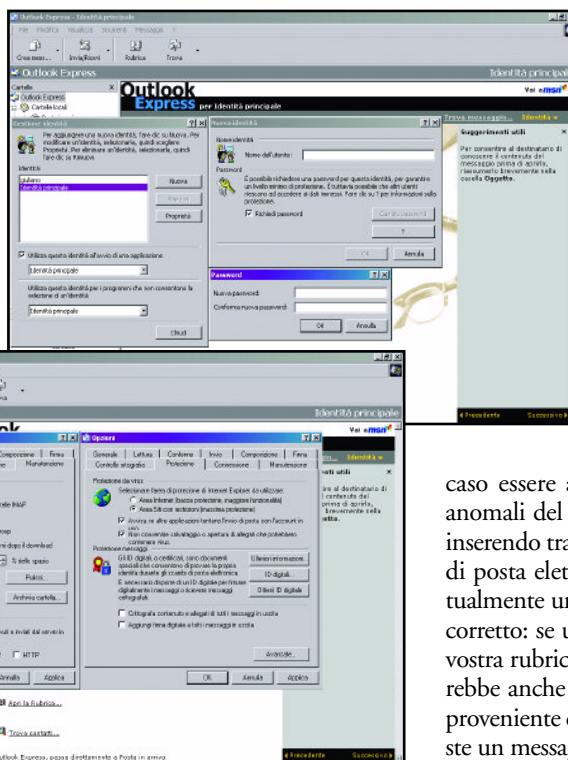 Outlook Express - Identità principale
File Modifica Visualizza Strumenti Messaggio ?
Crea mess... Invia/Ricevi Rubrica Trova
Outlook Express
Identità principale
Cartelle
Outlook Express
Cartelle locali
Outlook
Express per Identità principale
Vai a msn
Trova messaggio... Identità
Gestione identità
Per aggiungere una nuova identità, fare clic su Nuova. Per
modificare un'identità, selezionarla, quindi scegliere
Proprietà. Per eliminare un'identità, selezionarla, quindi
fare clic su Rimuovi.
Identità:
giuliano
Identità principale
Nuova
Rimuovi
Proprietà
Utilizza questa identità all'avvio di una applicazione
Identità principale
Utilizza questa identità per i programmi che non consentono la
selezione di un'identità
Identità principale
Chiudi
Nuova identità
Nome identità
Nome dell'utente:
Password
È possibile richiedere una password per questa identità, per garantire
un livello minimo di protezione. È tuttavia possibile che altri utenti
riescano ad accedere ai dati immessi. Fare clic su ? per informazioni sulla
protezione.
Richiedi password
Cambia password
?
OK Annulla
Password
Nuova password:
Conferma nuova password:
OK Annulla
Suggerimenti utili
Per consentire al destinatario di
conoscere il contenuto del
messaggio prima di aprirlo,
riassumerlo brevemente nella
casella Oggetto.
Precedente Successivo
Identità principale
Vai a msn
Composizione Firma
Manutenzione
IMAP
dopo il download
% dello spazio
Pulisci...
Archivia cartella...
e inviati dal server in
HTTP
Annulla Applica
Opzioni
Generale Lettura Conferme Invio Composizione Firma
Controllo ortografia Protezione Connessione Manutenzione
Protezione da virus
Selezionare l'area di protezione di Internet Explorer da utilizzare:
Area Internet (bassa protezione, maggiore funzionalità)
Area Siti con restrizioni (massima protezione)
Avvisa se altre applicazioni tentano l'invio di posta con l'account in
uso
Non consentire salvataggio o apertura di allegati che potrebbero
contenere virus.
Protezione messaggi
Gli ID digitali, o certificati, sono documenti
speciali che consentono di provare la propria
identità durante gli scambi di posta elettronica.
Ulteriori informazioni...
È necessario disporre di un ID digitale per firmare
digitalmente i messaggi o ricevere messaggi
crittografati.
ID digitali...
Ottieni ID digitale
Crittografa contenuto e allegati di tutti i messaggi in uscita
Aggiungi firma digitale a tutti i messaggi in uscita
Avanzate...
OK Annulla Applica
Apri la Rubrica...
Trova contatti...
Outlook Express, passa direttamente a Posta in arrivo
Precedente Successivo
caso essere a
anomali del
inserendo tra
di posta elet
tualmente un
corretto: se u
vostra rubric
rebbe anche
proveniente d
ste un messag